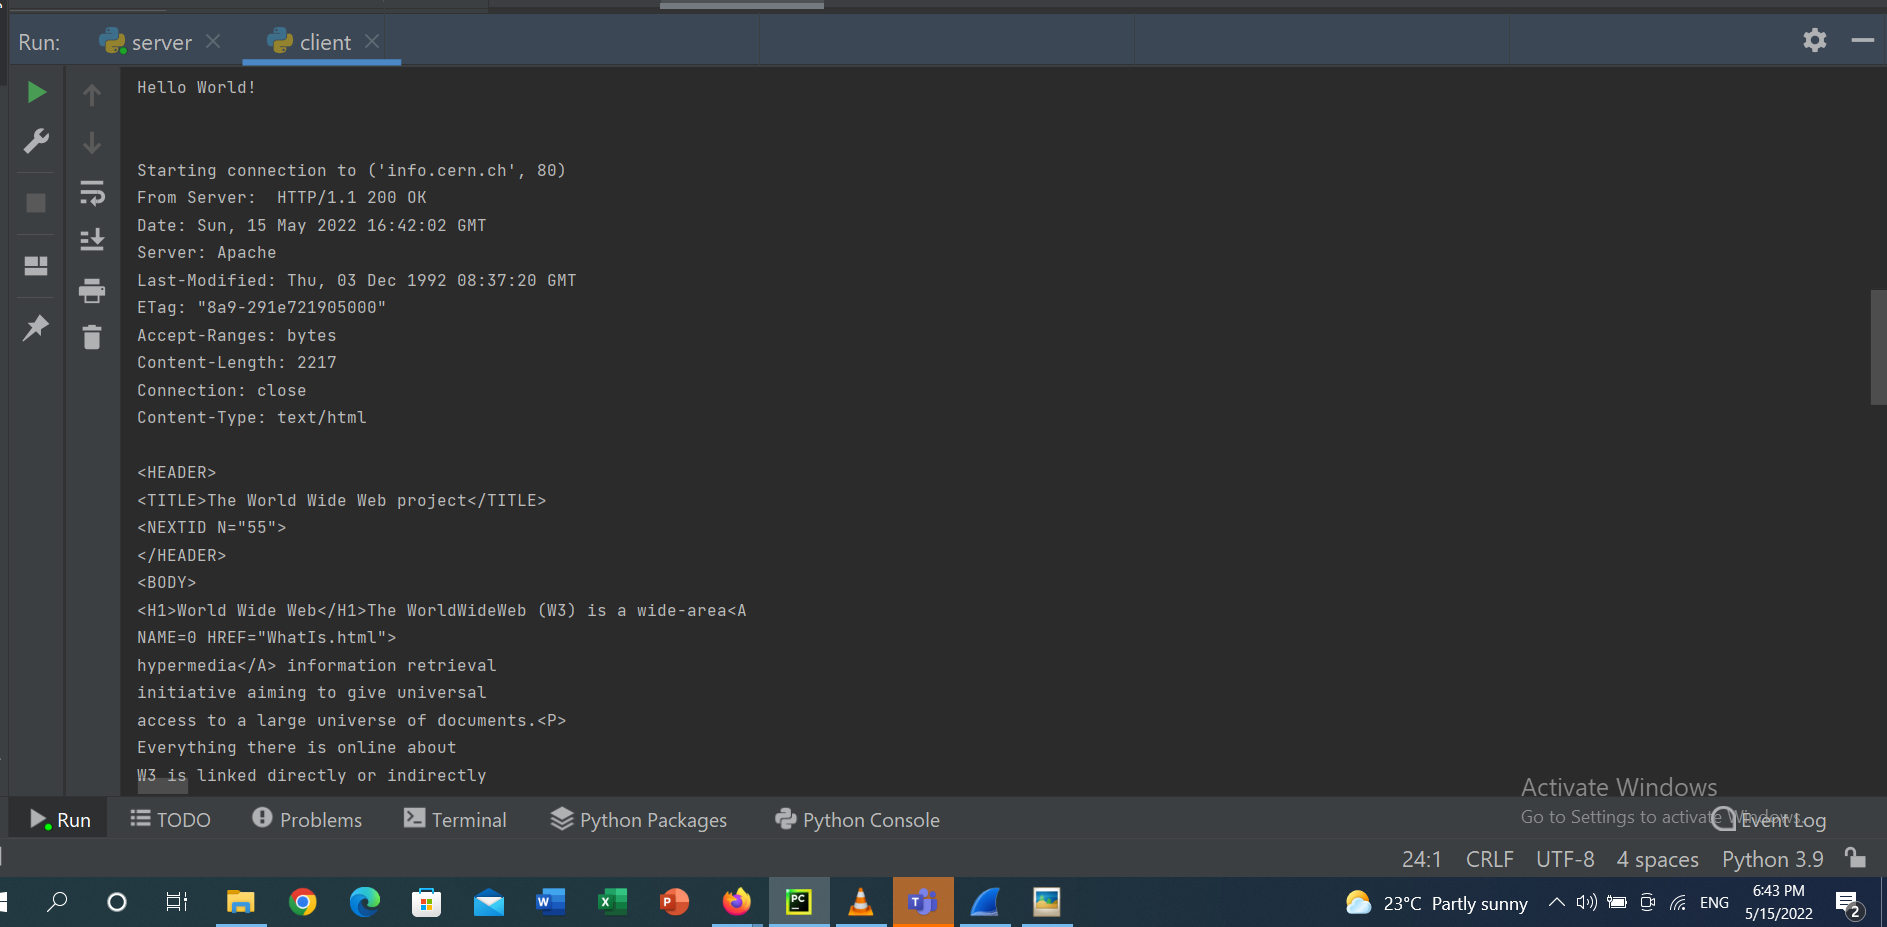 Run: server client
Hello World!
Starting connection to ('info.cern.ch', 80)
From Server:  HTTP/1.1 200 OK
Date: Sun, 15 May 2022 16:42:02 GMT
Server: Apache
Last-Modified: Thu, 03 Dec 1992 08:37:20 GMT
ETag: "8a9-291e721905000"
Accept-Ranges: bytes
Content-Length: 2217
Connection: close
Content-Type: text/html
<HEADER>
<TITLE>The World Wide Web project</TITLE>
<NEXTID N="55">
</HEADER>
<BODY>
<H1>World Wide Web</H1>The WorldWideWeb (W3) is a wide-area<A
NAME=0 HREF="WhatIs.html">
hypermedia</A> information retrieval
initiative aiming to give universal
access to a large universe of documents.<P>
Everything there is online about
W3 is linked directly or indirectly
Activate Windows
Go to Settings to activate Windows.
Run TODO Problems Terminal Python Packages Python Console Event Log
24:1 CRLF UTF-8 4 spaces Python 3.9
23°C Partly sunny ENG 6:43 PM
5/15/2022 2